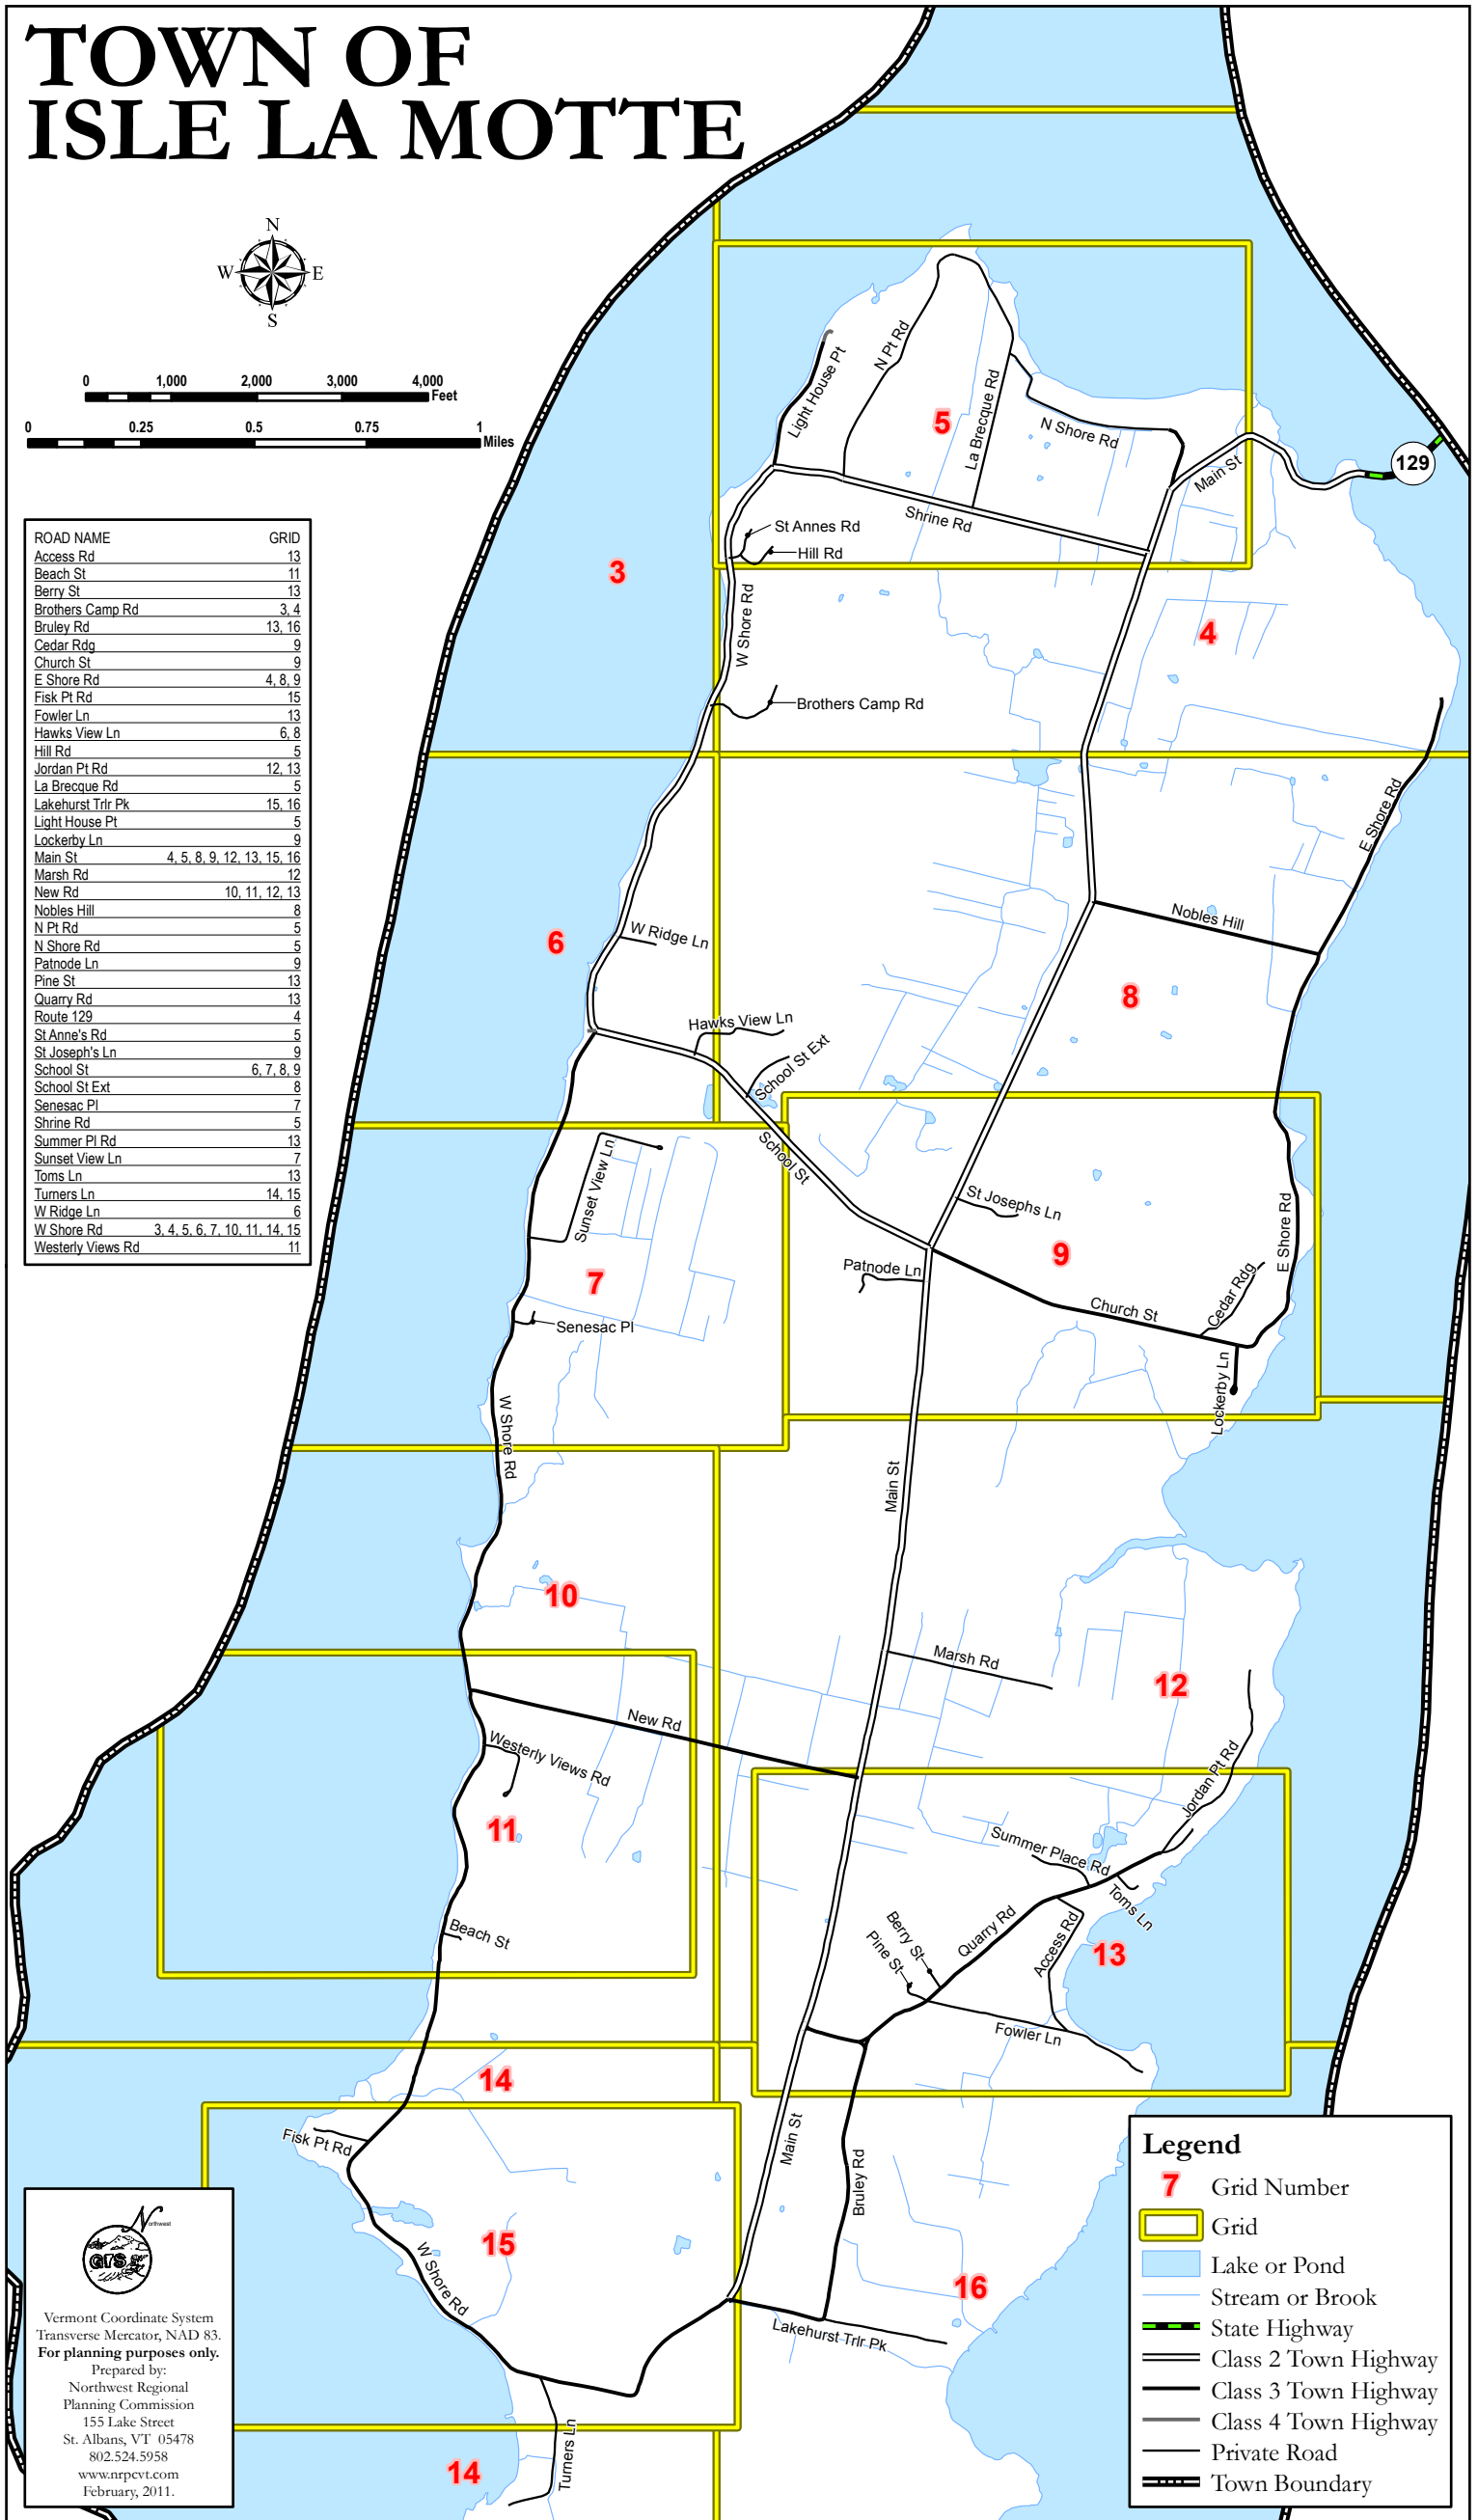 TOWN OF
ISLE LA MOTTE
N
W E
S
0 1,000 2,000 3,000 4,000
Feet
0 0.25 0.5 0.75 1
Miles
ROAD NAME GRID
Access Rd 13
Beach St 11
Berry St 13
Brothers Camp Rd 3, 4
Bruley Rd 13, 16
Cedar Rdg 9
Church St 9
E Shore Rd 4, 8, 9
Fisk Pt Rd 15
Fowler Ln 13
Hawks View Ln 6, 8
Hill Rd 5
Jordan Pt Rd 12, 13
La Brecque Rd 5
Lakehurst Trlr Pk 15, 16
Light House Pt 5
Lockerby Ln 9
Main St 4, 5, 8, 9, 12, 13, 15, 16
Marsh Rd 12
New Rd 10, 11, 12, 13
Nobles Hill 8
N Pt Rd 5
N Shore Rd 5
Patnode Ln 9
Pine St 13
Quarry Rd 13
Route 129 4
St Anne's Rd 5
St Joseph's Ln 9
School St 6, 7, 8, 9
School St Ext 8
Senesac Pl 7
Shrine Rd 5
Summer Pl Rd 13
Sunset View Ln 7
Toms Ln 13
Turners Ln 14, 15
W Ridge Ln 6
W Shore Rd 3, 4, 5, 6, 7, 10, 11, 14, 15
Westerly Views Rd 11
Light House Pt
N Pt Rd
5
La Brecque Rd
N Shore Rd
Main St
129
Shrine Rd
St Annes Rd
Hill Rd
3
W Shore Rd
4
Brothers Camp Rd
E Shore Rd
Nobles Hill
6
W Ridge Ln
8
Hawks View Ln
School St Ext
School St
Sunset View Ln
St Josephs Ln
E Shore Rd
9
7
Patnode Ln
Cedar Rdg
Church St
Senesac Pl
Lockerby Ln
W Shore Rd
Main St
10
Marsh Rd
12
New Rd
Westerly Views Rd
Jordan Pt Rd
11
Summer Place Rd
Toms Ln
Beach St
Berry St
Pine St
Quarry Rd
Access Rd
13
Fowler Ln
14
Fisk Pt Rd
Main St
Bruley Rd
15
W Shore Rd
16
Lakehurst Trlr Pk
Turners Ln
14
Northwest
GIS
Vermont Coordinate System
Transverse Mercator, NAD 83.
For planning purposes only.
Prepared by:
Northwest Regional
Planning Commission
155 Lake Street
St. Albans, VT 05478
802.524.5958
www.nrpcvt.com
February, 2011.
Legend
7 Grid Number
Grid
Lake or Pond
Stream or Brook
State Highway
Class 2 Town Highway
Class 3 Town Highway
Class 4 Town Highway
Private Road
Town Boundary